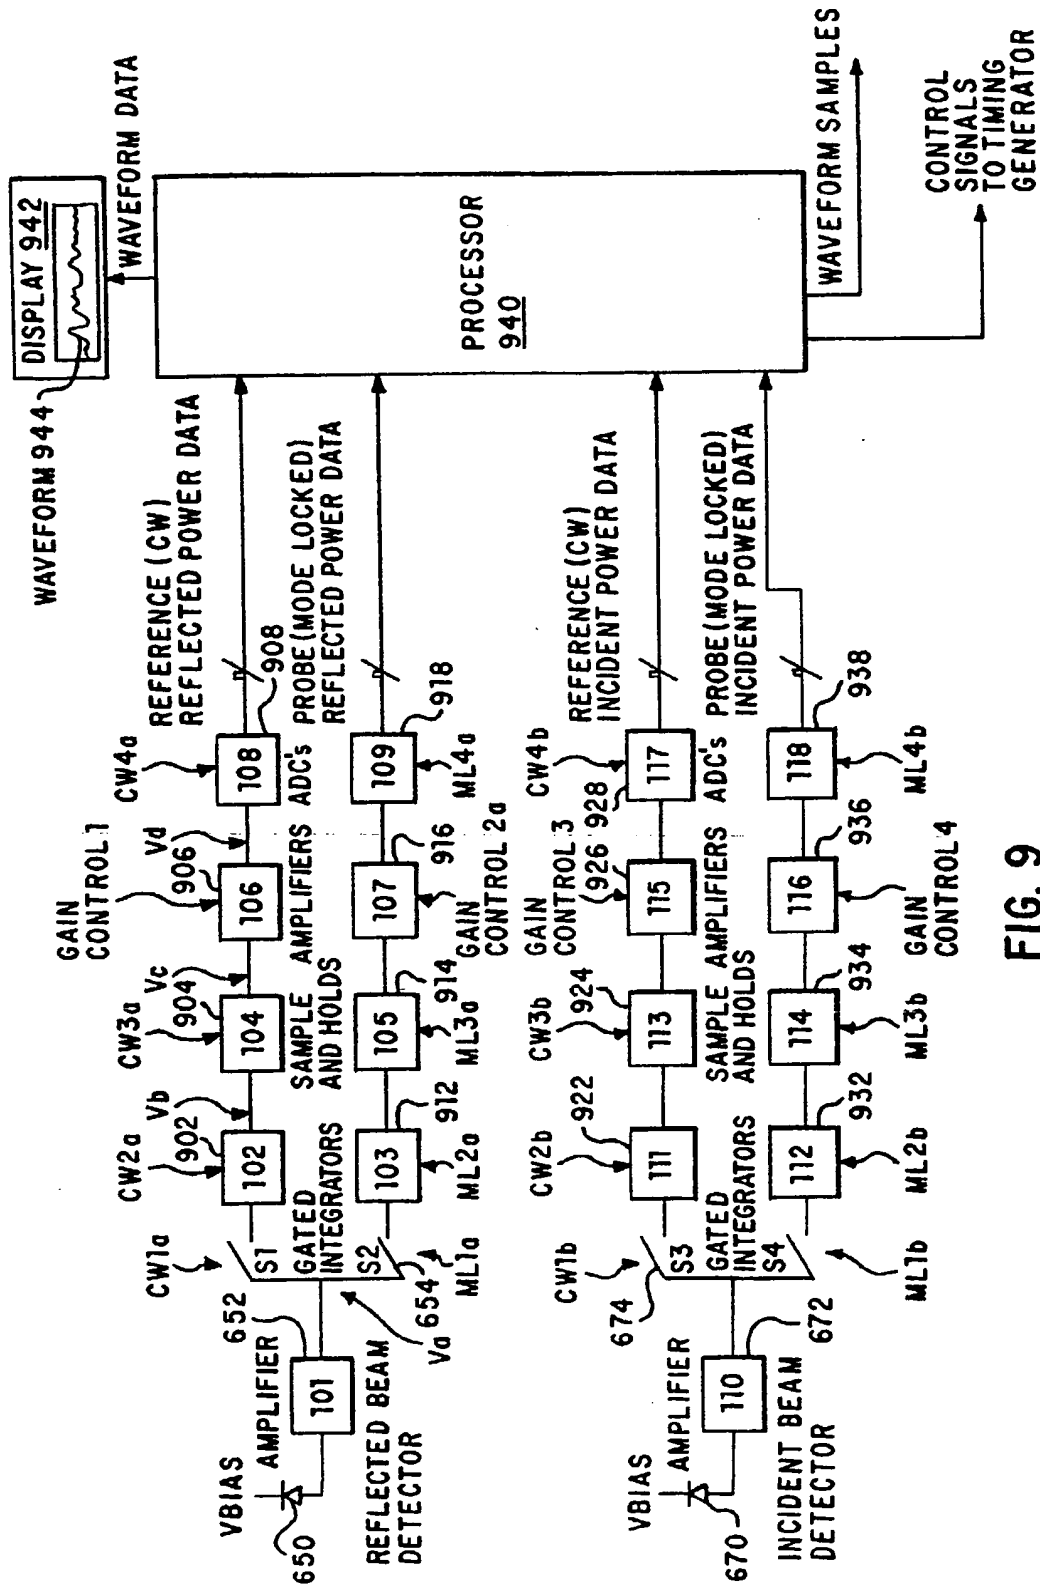 DISPLAY 942
WAVEFORM DATA
WAVEFORM 944
PROCESSOR
940
WAVEFORM SAMPLES
CONTROL
SIGNALS
TO TIMING
GENERATOR
REFERENCE (CW)
REFLECTED POWER DATA
PROBE (MODE LOCKED)
REFLECTED POWER DATA
REFERENCE (CW)
INCIDENT POWER DATA
PROBE (MODE LOCKED)
INCIDENT POWER DATA
VBIAS
650
AMPLIFIER
652
101
REFLECTED BEAM
DETECTOR
Va
CW1a
S1
S2
654
ML1a
GATED
INTEGRATORS
CW2a
902
102
Vb
103
912
ML2a
CW3a
904
104
Vc
SAMPLE
AND HOLDS
105
914
ML3a
GAIN
CONTROL 1
906
106
Vd
AMPLIFIERS
107
916
GAIN
CONTROL 2a
CW4a
108
908
ADC's
109
918
ML4a
VBIAS
670
AMPLIFIER
672
110
INCIDENT BEAM
DETECTOR
CW1b
674
S3
S4
ML1b
GATED
INTEGRATORS
CW2b
922
111
112
932
ML2b
CW3b
924
113
SAMPLE
AND HOLDS
114
934
ML3b
GAIN
CONTROL 3
926
115
AMPLIFIERS
116
936
GAIN
CONTROL 4
CW4b
928
117
ADC's
118
938
ML4b
FIG. 9